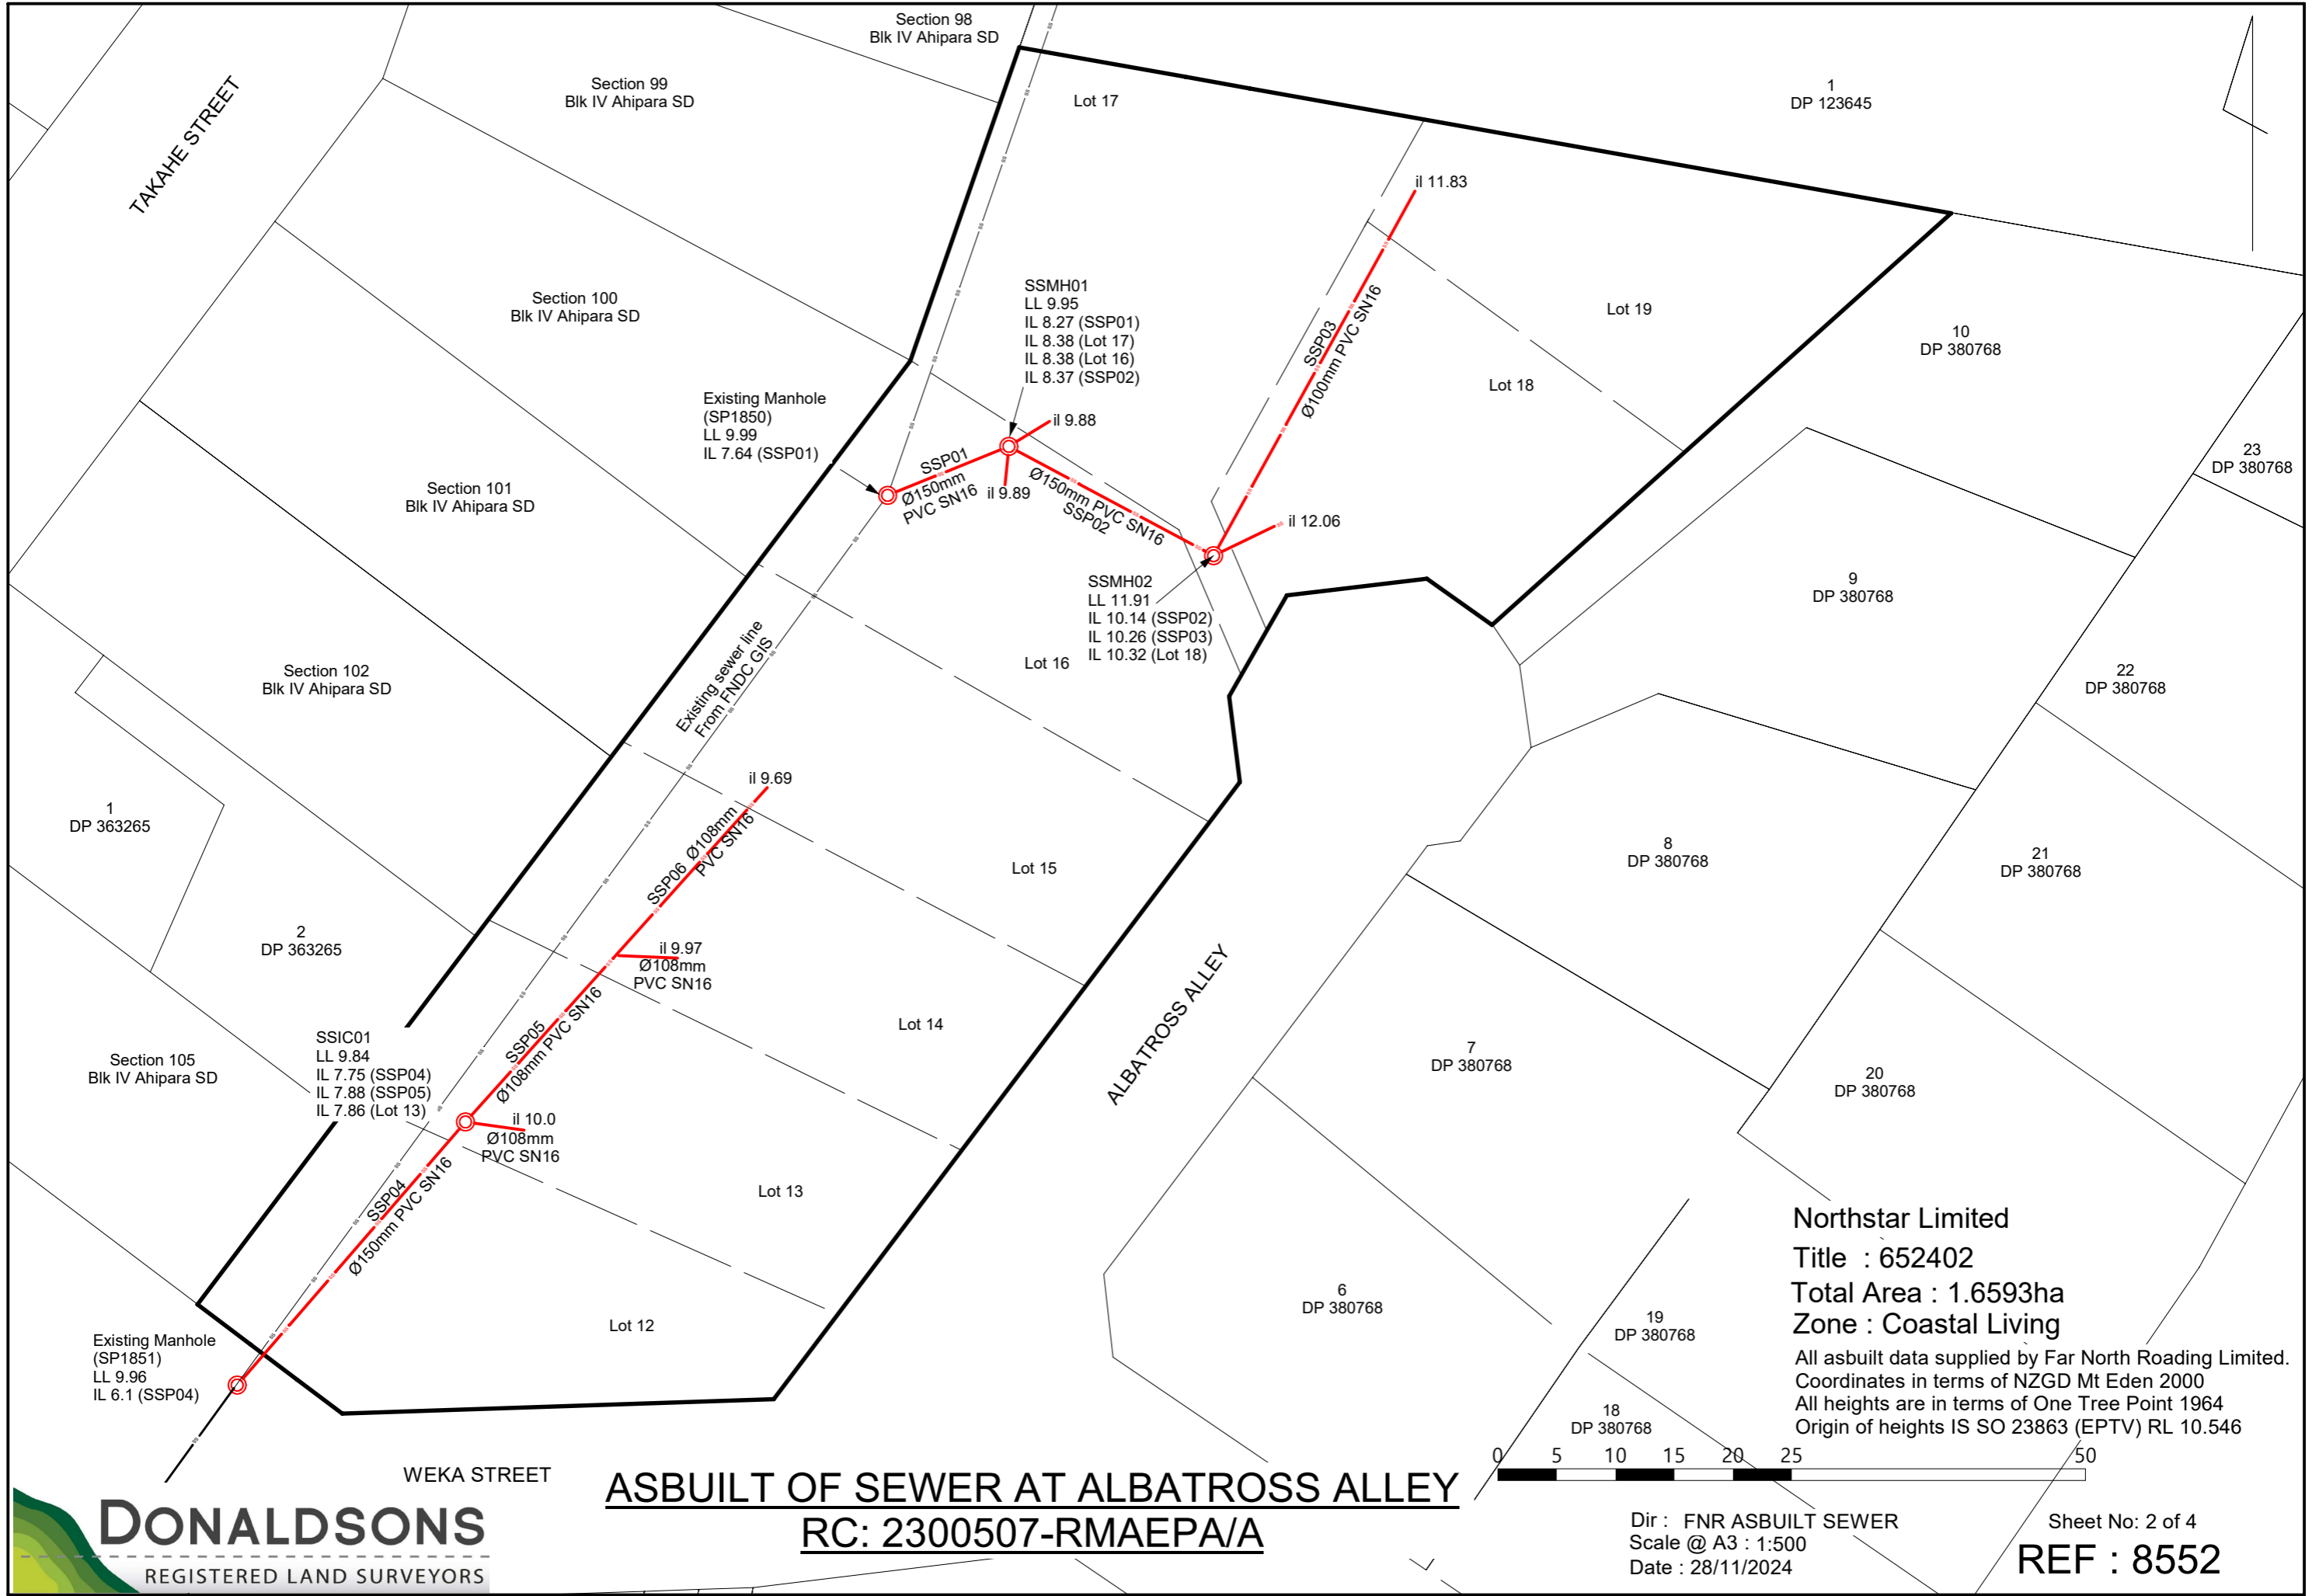 Section 98
Blk IV Ahipara SD
Section 99
Blk IV Ahipara SD
Lot 17
1
DP 123645
TAKAHE STREET
il 11.83
Section 100
Blk IV Ahipara SD
SSMH01
LL 9.95
IL 8.27 (SSP01)
IL 8.38 (Lot 17)
IL 8.38 (Lot 16)
IL 8.37 (SSP02)
SSP03
Ø100mm PVC SN16
Lot 19
10
DP 380768
Lot 18
Existing Manhole
(SP1850)
LL 9.99
IL 7.64 (SSP01)
il 9.88
SSP01
Ø150mm
PVC SN16
il 9.89
Ø150mm PVC SN16
SSP02
23
DP 380768
Section 101
Blk IV Ahipara SD
il 12.06
SSMH02
LL 11.91
IL 10.14 (SSP02)
IL 10.26 (SSP03)
IL 10.32 (Lot 18)
9
DP 380768
Existing sewer line
From FNDC GIS
Lot 16
Section 102
Blk IV Ahipara SD
22
DP 380768
il 9.69
1
DP 363265
SSP06
Ø108mm
PVC SN16
Lot 15
8
DP 380768
21
DP 380768
2
DP 363265
il 9.97
Ø108mm
PVC SN16
ALBATROSS ALLEY
Lot 14
SSP05
Ø108mm PVC SN16
SSIC01
LL 9.84
IL 7.75 (SSP04)
IL 7.88 (SSP05)
IL 7.86 (Lot 13)
Section 105
Blk IV Ahipara SD
7
DP 380768
20
DP 380768
il 10.0
Ø108mm
PVC SN16
SSP04
Ø150mm PVC SN16
Lot 13
Northstar Limited
Title : 652402
Total Area : 1.6593ha
Zone : Coastal Living
6
DP 380768
19
DP 380768
Lot 12
Existing Manhole
(SP1851)
LL 9.96
IL 6.1 (SSP04)
All asbuilt data supplied by Far North Roading Limited.
Coordinates in terms of NZGD Mt Eden 2000
All heights are in terms of One Tree Point 1964
Origin of heights IS SO 23863 (EPTV) RL 10.546
18
DP 380768
0 5 10 15 20 25 50
WEKA STREET
ASBUILT OF SEWER AT ALBATROSS ALLEY
RC: 2300507-RMAEPA/A
DONALDSONS
REGISTERED LAND SURVEYORS
Dir : FNR ASBUILT SEWER
Scale @ A3 : 1:500
Date : 28/11/2024
Sheet No: 2 of 4
REF : 8552